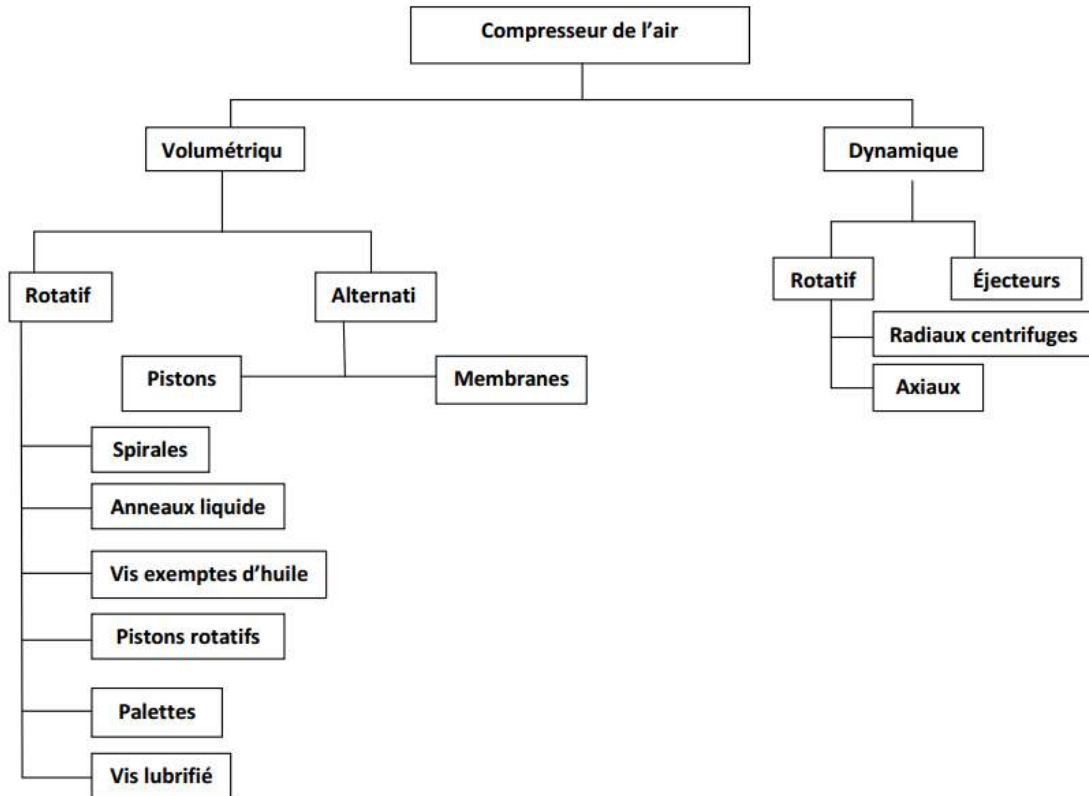 Compresseur de l’air
Volumétriqu
Dynamique
Rotatif
Alternati
Rotatif
Éjecteurs
Radiaux centrifuges
Pistons
Membranes
Axiaux
Spirales
Anneaux liquide
Vis exemptes d’huile
Pistons rotatifs
Palettes
Vis lubrifié